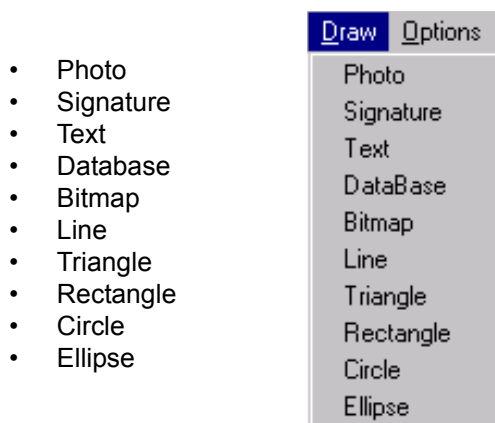 • Photo
• Signature
• Text
• Database
• Bitmap
• Line
• Triangle
• Rectangle
• Circle
• Ellipse
Draw Options
Photo
Signature
Text
DataBase
Bitmap
Line
Triangle
Rectangle
Circle
Ellipse